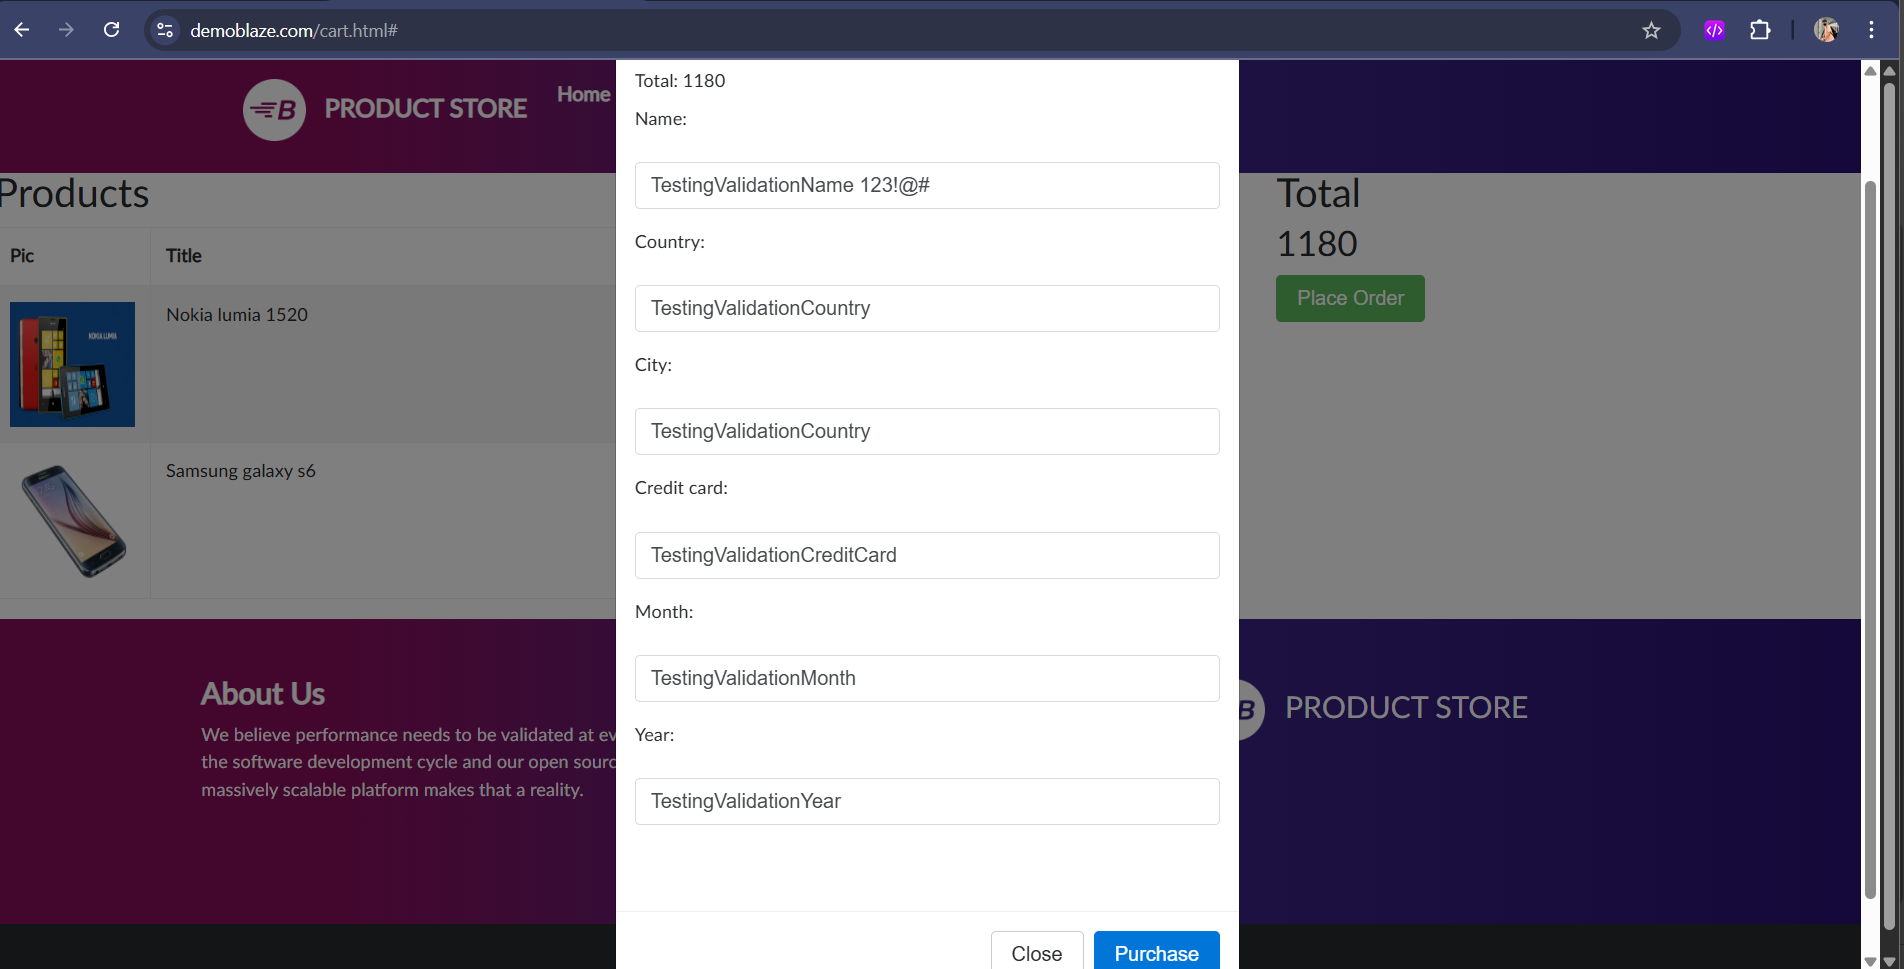 demoblaze.com/cart.html#
B PRODUCT STORE
Home
Total: 1180
Name:
TestingValidationName 123!@#
Country:
TestingValidationCountry
City:
TestingValidationCountry
Credit card:
TestingValidationCreditCard
Month:
TestingValidationMonth
Year:
TestingValidationYear
Close
Purchase
Products
Pic
Title
Nokia lumia 1520
NOKIA LUMIA
Samsung galaxy s6
Total
1180
Place Order
About Us
We believe performance needs to be validated at ev
the software development cycle and our open sourc
massively scalable platform makes that a reality.
B PRODUCT STORE